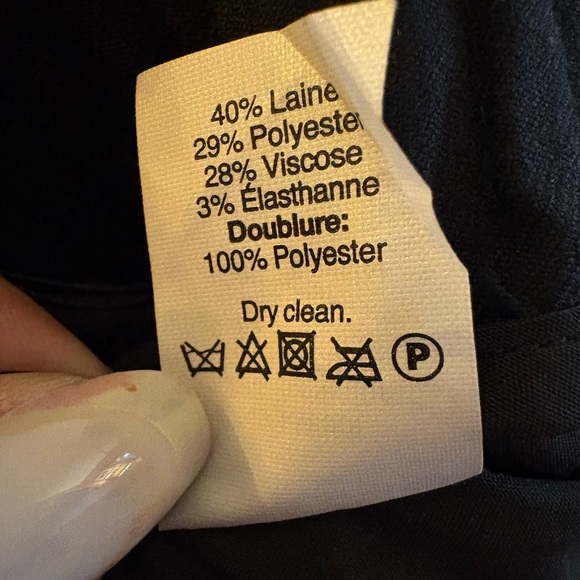 40% Laine
29% Polyester
28% Viscose
3% Élasthanne
Doublure:
100% Polyester
Dry clean.
P